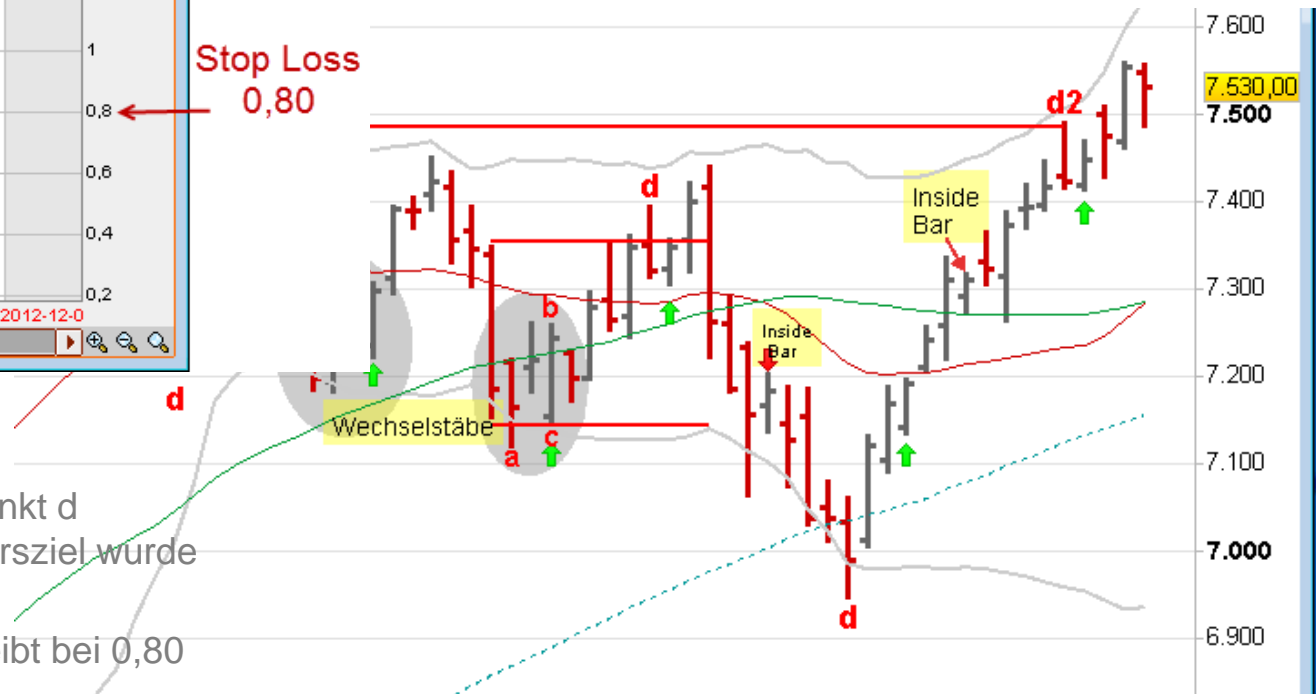 1
0,8
0,6
0,4
0,2
2012-12-0
Stop Loss
0,80
7.600
7.530,00
7.500
7.400
7.300
7.200
7.100
7.000
6.900
d2
d
Inside
Bar
b
Inside
Bar
d
Wechselstäbe
c
a
d
nkt d
rsziel wurde
ibt bei 0,80